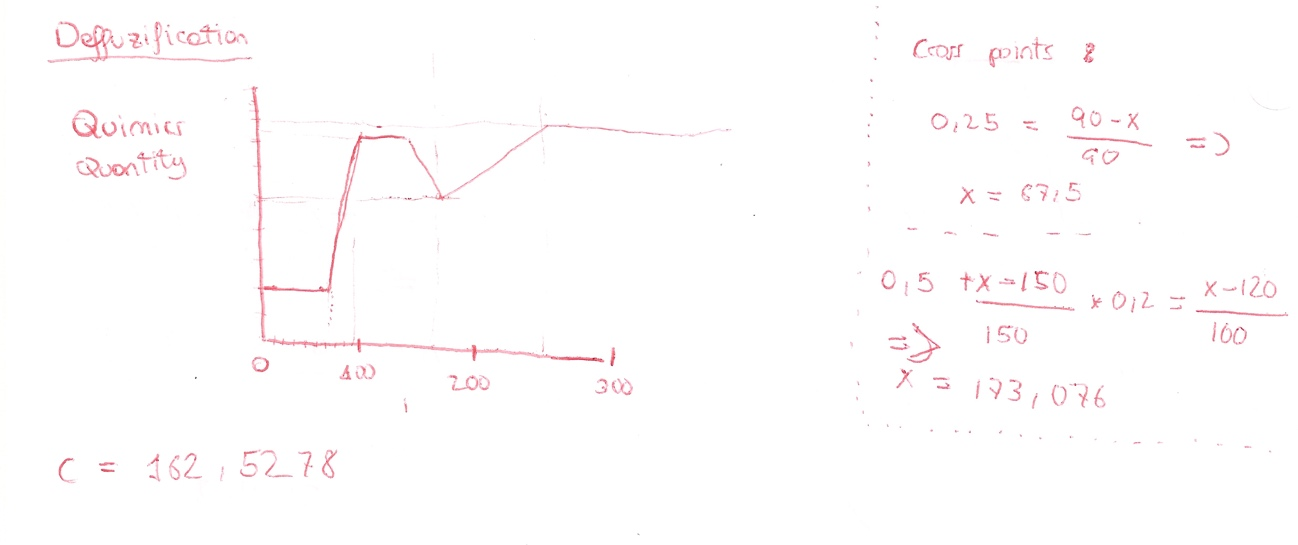 Deffuzification
Quimics
Quantity
0
100
200
300
C = 162,5278
Cross points :
0,25 = 90-x / 90 =>
x = 67,5
0,5 + x-150 / 150 * 0,2 = x-120 / 100
=>
x = 173,076